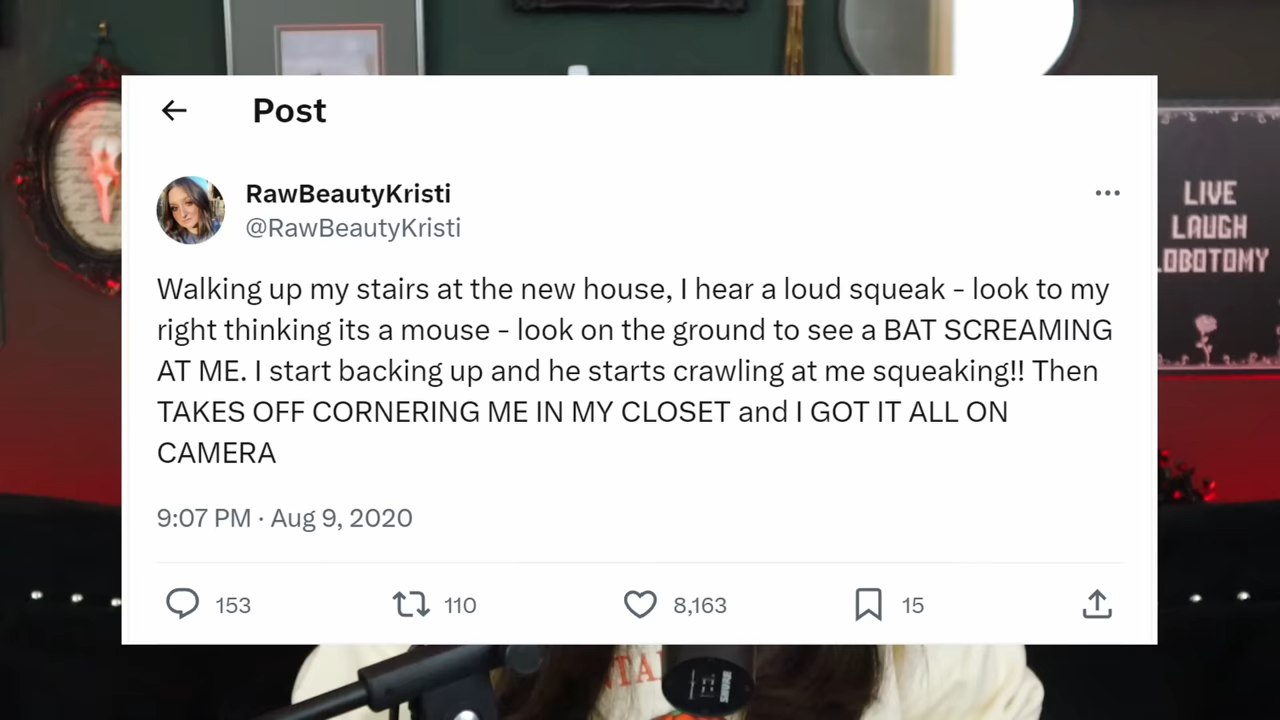 Post
RawBeautyKristi
@RawBeautyKristi
Walking up my stairs at the new house, I hear a loud squeak - look to my
right thinking its a mouse - look on the ground to see a BAT SCREAMING
AT ME. I start backing up and he starts crawling at me squeaking!! Then
TAKES OFF CORNERING ME IN MY CLOSET and I GOT IT ALL ON
CAMERA
9:07 PM · Aug 9, 2020
153
110
8,163
15
LIVE
LAUGH
LOBOTOMY
SHURE